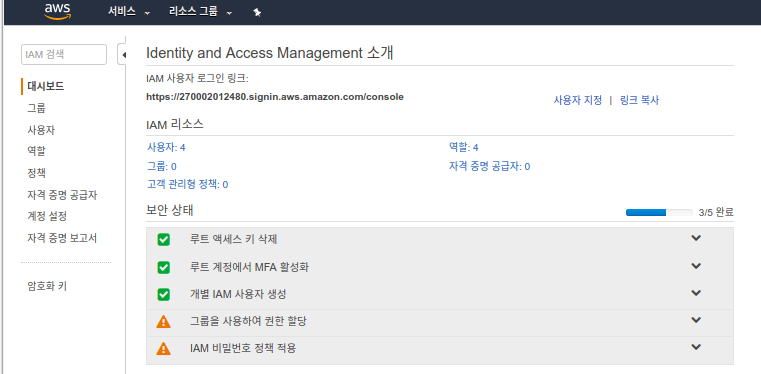 aws 서비스 리소스 그룹
IAM 검색
대시보드
그룹
사용자
역할
정책
자격 증명 공급자
계정 설정
자격 증명 보고서
암호화 키
Identity and Access Management 소개
IAM 사용자 로그인 링크:
https://270002012480.signin.aws.amazon.com/console 사용자 지정 | 링크 복사
IAM 리소스
사용자: 4 역할: 4
그룹: 0 자격 증명 공급자: 0
고객 관리형 정책: 0
보안 상태 3/5 완료
루트 액세스 키 삭제
루트 계정에서 MFA 활성화
개별 IAM 사용자 생성
그룹을 사용하여 권한 할당
IAM 비밀번호 정책 적용